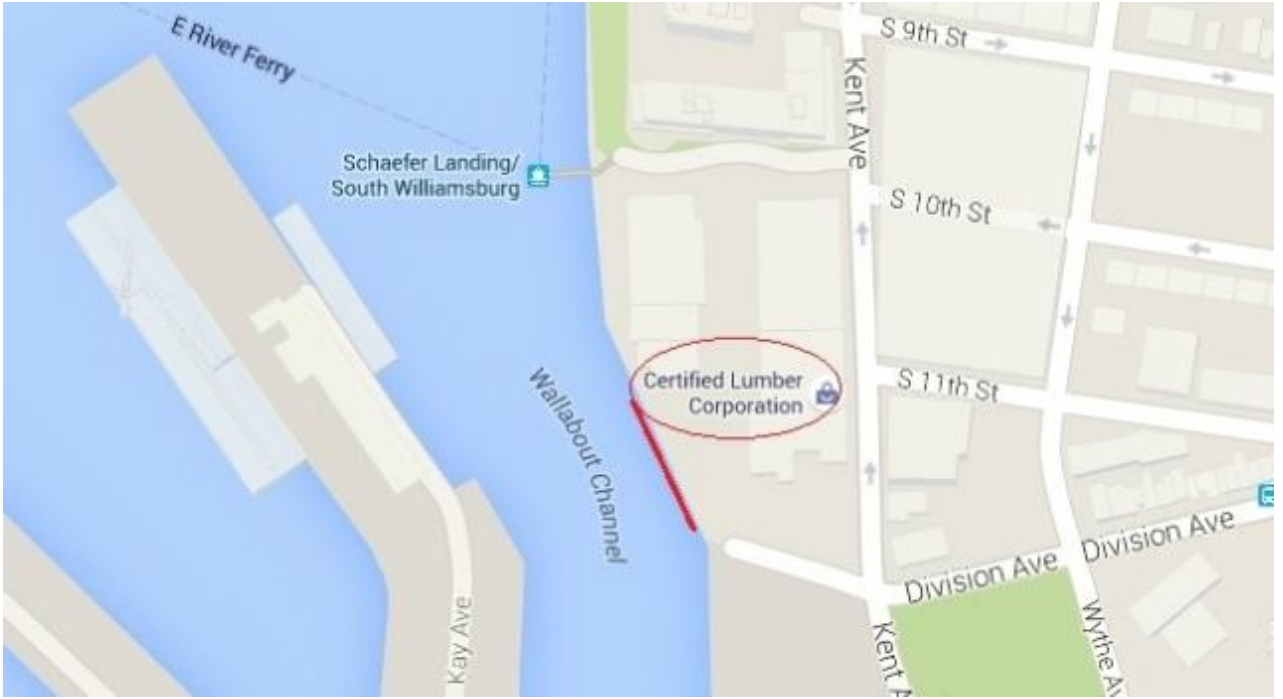 E River Ferry
S 9th St
Kent Ave
Schaefer Landing/
South Williamsburg
S 10th St
Wallabout Channel
Certified Lumber
Corporation
S 11th St
Division Ave
Division Ave
Kay Ave
Kent A
Wythe Av